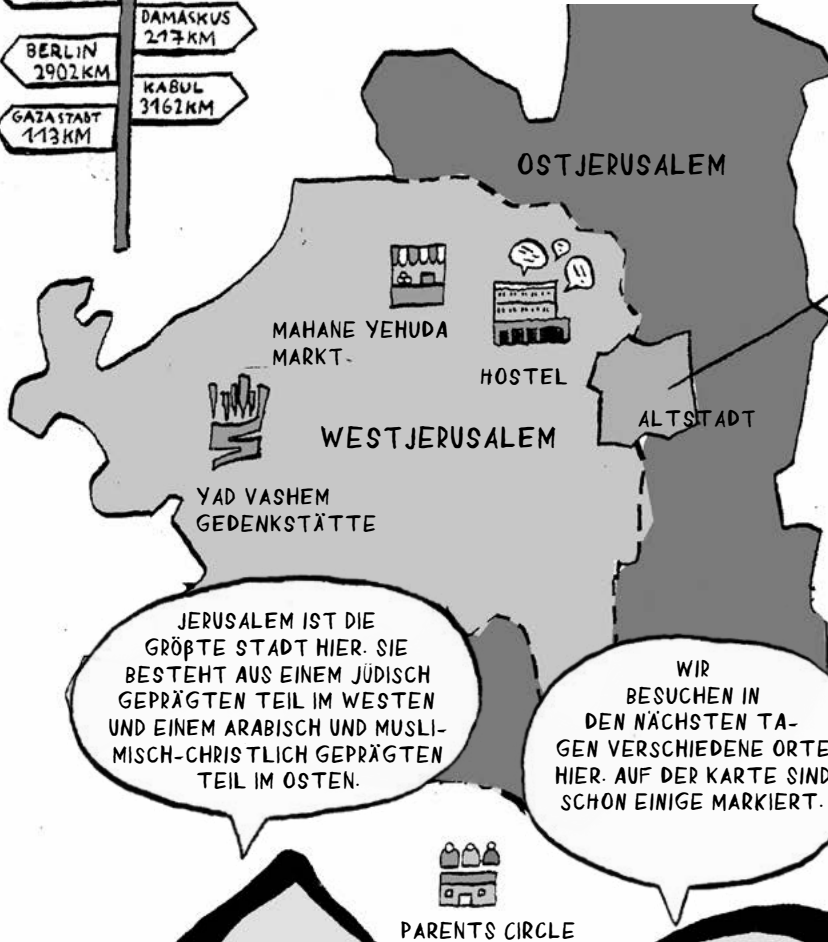 DAMASKUS
217KM
BERLIN
2902KM
KABUL
3162KM
GAZASTADT
113KM
OSTJERUSALEM
MAHANE YEHUDA
MARKT
HOSTEL
ALTSTADT
WESTJERUSALEM
YAD VASHEM
GEDENKSTÄTTE
JERUSALEM IST DIE
GRÖßTE STADT HIER. SIE
BESTEHT AUS EINEM JÜDISCH
GEPRÄGTEN TEIL IM WESTEN
UND EINEM ARABISCH UND MUSLI-
MISCH-CHRISTLICH GEPRÄGTEN
TEIL IM OSTEN.
WIR
BESUCHEN IN
DEN NÄCHSTEN TA-
GEN VERSCHIEDENE ORTE
HIER. AUF DER KARTE SIND
SCHON EINIGE MARKIERT.
PARENTS CIRCLE